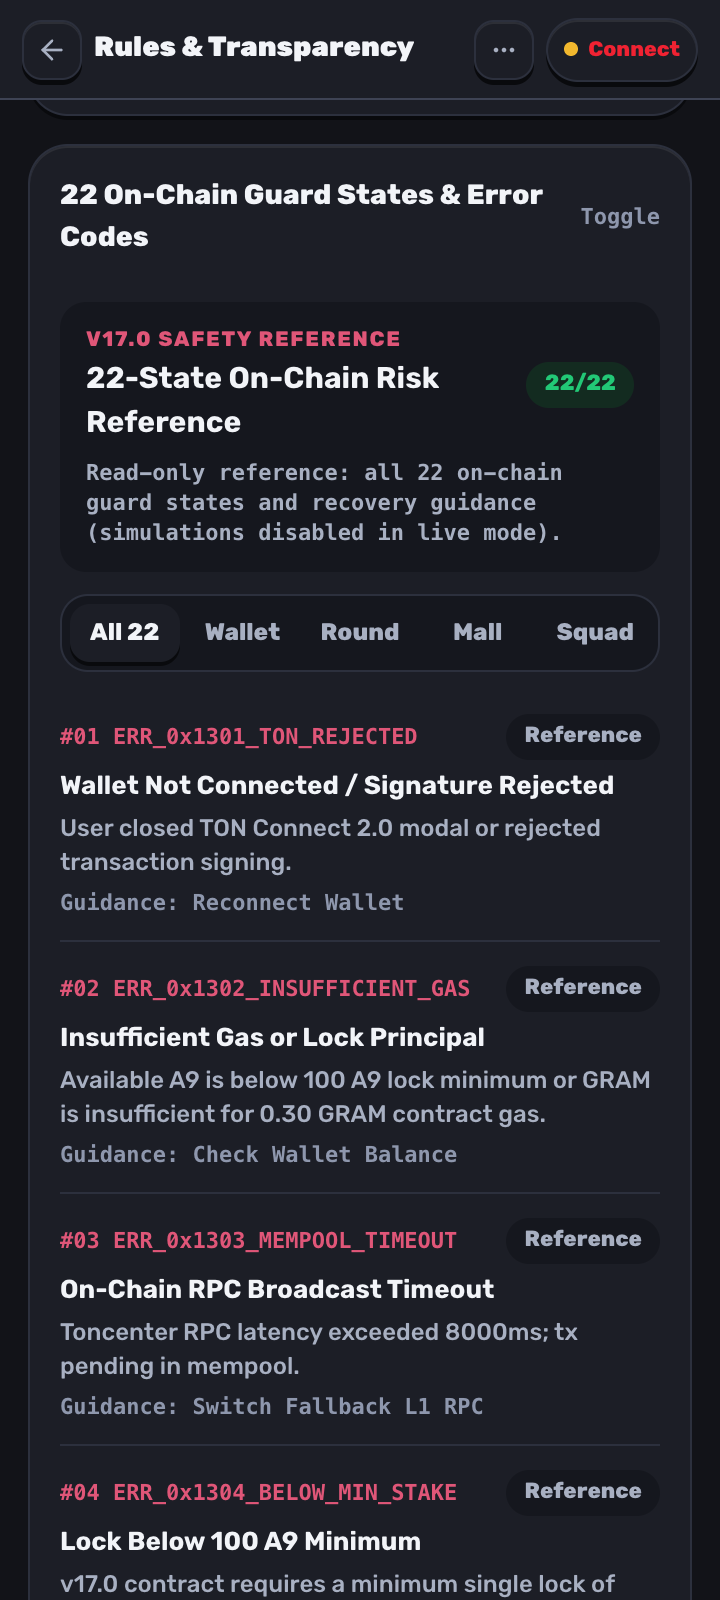 Rules & Transparency
Connect
22 On-Chain Guard States & Error
Codes
Toggle
V17.0 SAFETY REFERENCE
22-State On-Chain Risk
Reference
22/22
Read-only reference: all 22 on-chain
guard states and recovery guidance
(simulations disabled in live mode).
All 22 Wallet Round Mall Squad
#01 ERR_0x1301_TON_REJECTED Reference
Wallet Not Connected / Signature Rejected
User closed TON Connect 2.0 modal or rejected
transaction signing.
Guidance: Reconnect Wallet
#02 ERR_0x1302_INSUFFICIENT_GAS Reference
Insufficient Gas or Lock Principal
Available A9 is below 100 A9 lock minimum or GRAM
is insufficient for 0.30 GRAM contract gas.
Guidance: Check Wallet Balance
#03 ERR_0x1303_MEMPOOL_TIMEOUT Reference
On-Chain RPC Broadcast Timeout
Toncenter RPC latency exceeded 8000ms; tx
pending in mempool.
Guidance: Switch Fallback L1 RPC
#04 ERR_0x1304_BELOW_MIN_STAKE Reference
Lock Below 100 A9 Minimum
v17.0 contract requires a minimum single lock of